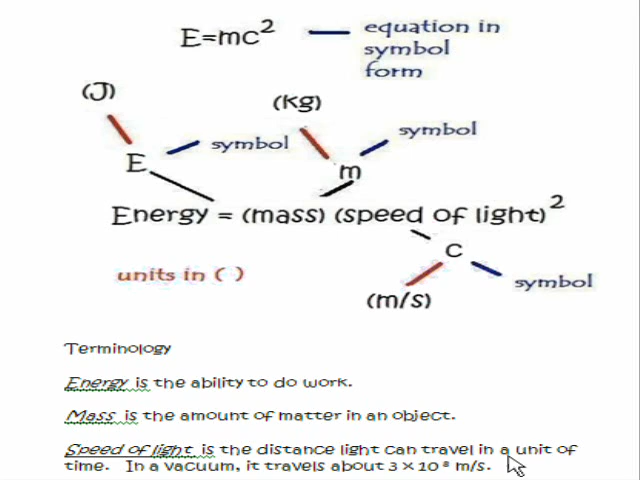 E=mc²
equation in
symbol
form
(J)
(kg)
symbol
symbol
E
m
Energy = (mass) (speed of light)²
c
units in ( )
symbol
(m/s)
Terminology
Energy is the ability to do work.
Mass is the amount of matter in an object.
Speed of light is the distance light can travel in a unit of
time. In a vacuum, it travels about 3 x 10⁸ m/s.